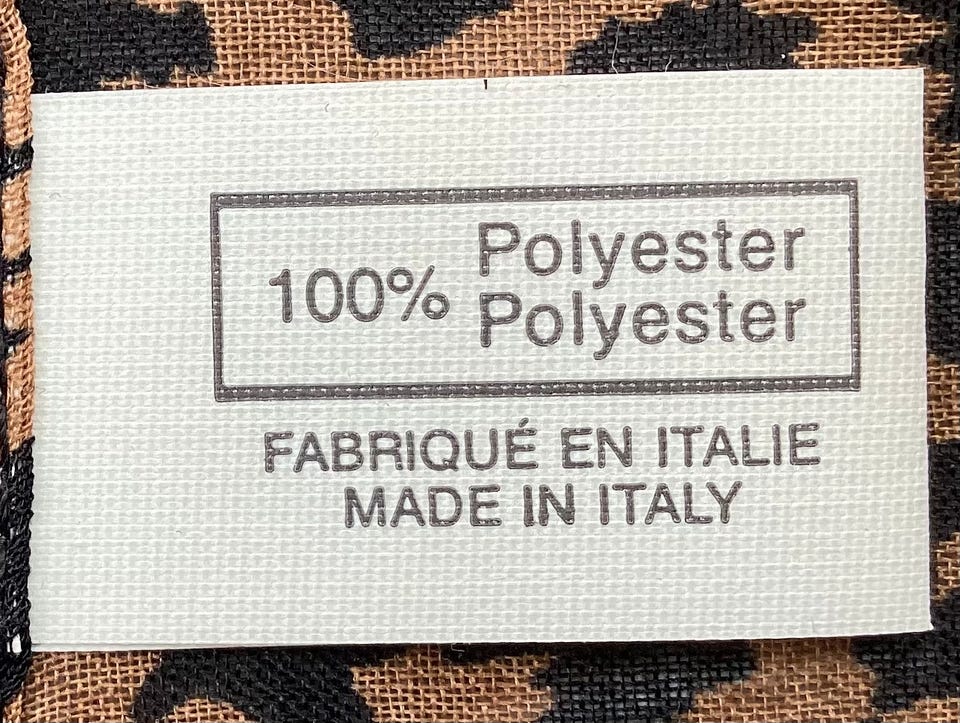 100% Polyester
Polyester
FABRIQUÉ EN ITALIE
MADE IN ITALY